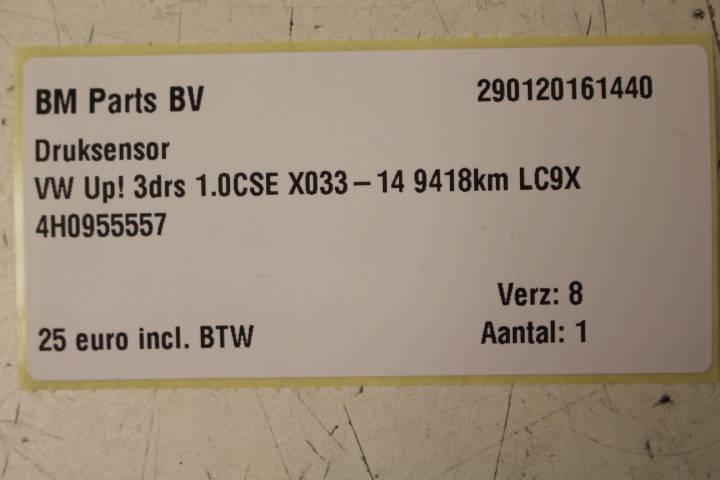 BM Parts BV 290120161440
Druksensor
VW Up! 3drs 1.0CSE X033-14 9418km LC9X
4H0955557
Verz: 8
25 euro incl. BTW Aantal: 1